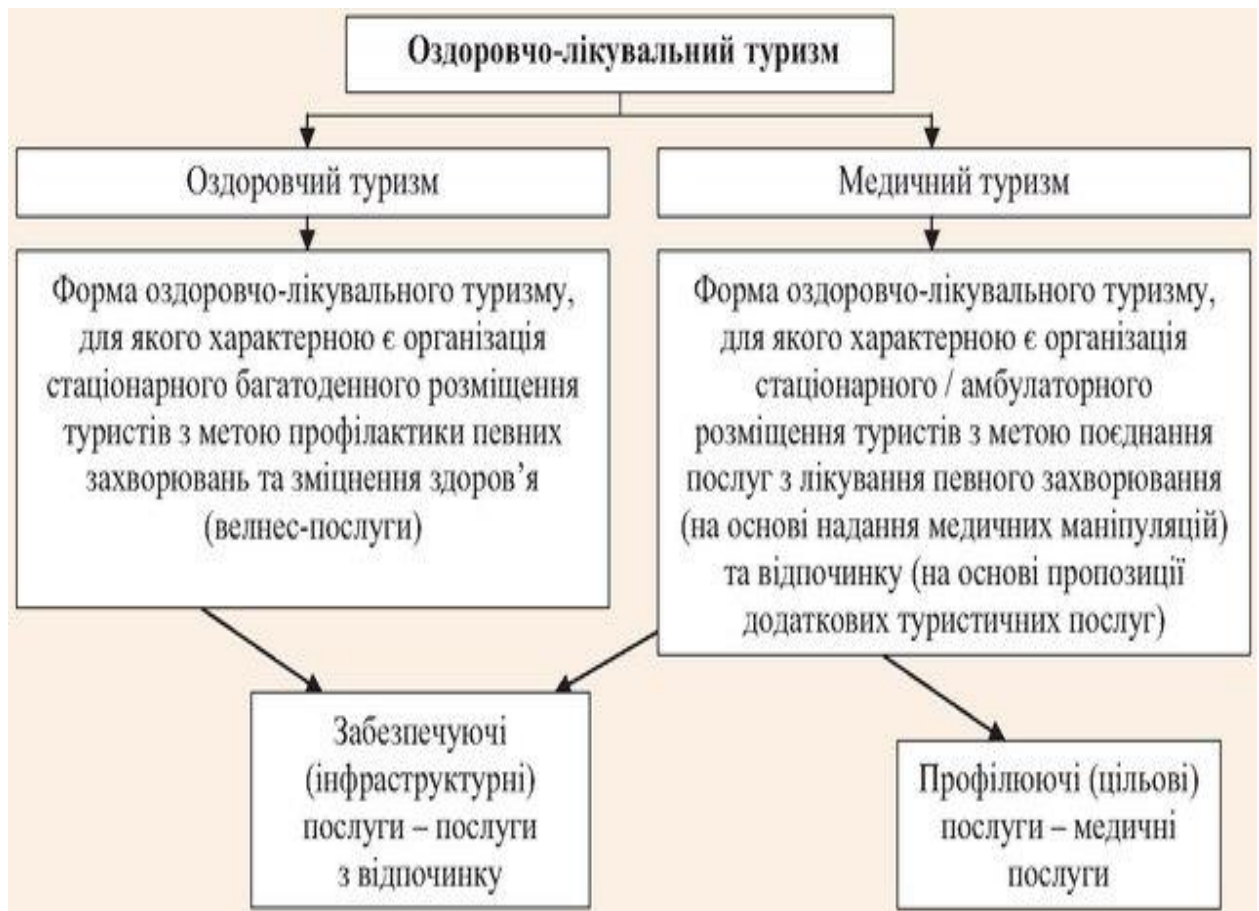 Оздоровчо-лікувальний туризм
Оздоровчий туризм
Медичний туризм
Форма оздоровчо-лікувального туризму,
для якого характерною є організація
стаціонарного багатоденного розміщення
туристів з метою профілактики певних
захворювань та зміцнення здоров’я
(велнес-послуги)
Форма оздоровчо-лікувального туризму,
для якого характерною є організація
стаціонарного / амбулаторного
розміщення туристів з метою поєднання
послуг з лікування певного захворювання
(на основі надання медичних маніпуляцій)
та відпочинку (на основі пропозиції
додаткових туристичних послуг)
Забезпечуючі
(інфраструктурні)
послуги – послуги
з відпочинку
Профілюючі (цільові)
послуги – медичні
послуги